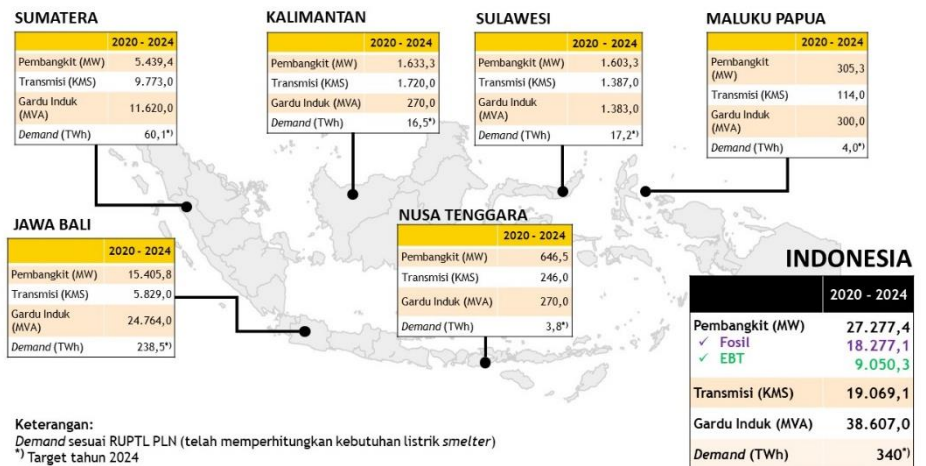 SUMATERA
2020 - 2024
Pembangkit (MW) 5.439,4
Transmisi (KMS) 9.773,0
Gardu Induk
(MVA) 11.620,0
Demand (TWh) 60,1*)
KALIMANTAN
2020 - 2024
Pembangkit (MW) 1.633,3
Transmisi (KMS) 1.720,0
Gardu Induk (MVA) 270,0
Demand (TWh) 16,5*)
SULAWESI
2020 - 2024
Pembangkit (MW) 1.603,3
Transmisi (KMS) 1.387,0
Gardu Induk
(MVA) 1.383,0
Demand (TWh) 17,2*)
MALUKU PAPUA
2020 - 2024
Pembangkit
(MW) 305,3
Transmisi (KMS) 114,0
Gardu Induk
(MVA) 300,0
Demand (TWh) 4,0*)
JAWA BALI
2020 - 2024
Pembangkit (MW) 15.405,8
Transmisi (KMS) 5.829,0
Gardu Induk
(MVA) 24.764,0
Demand (TWh) 238,5*)
NUSA TENGGARA
2020 - 2024
Pembangkit (MW) 646,5
Transmisi (KMS) 246,0
Gardu Induk (MVA) 270,0
Demand (TWh) 3,8*)
INDONESIA
2020 - 2024
Pembangkit (MW) 27.277,4
✓ Fosil 18.277,1
✓ EBT 9.050,3
Transmisi (KMS) 19.069,1
Gardu Induk (MVA) 38.607,0
Demand (TWh) 340*)
Keterangan:
Demand sesuai RUPTL PLN (telah memperhitungkan kebutuhan listrik smelter)
*) Target tahun 2024